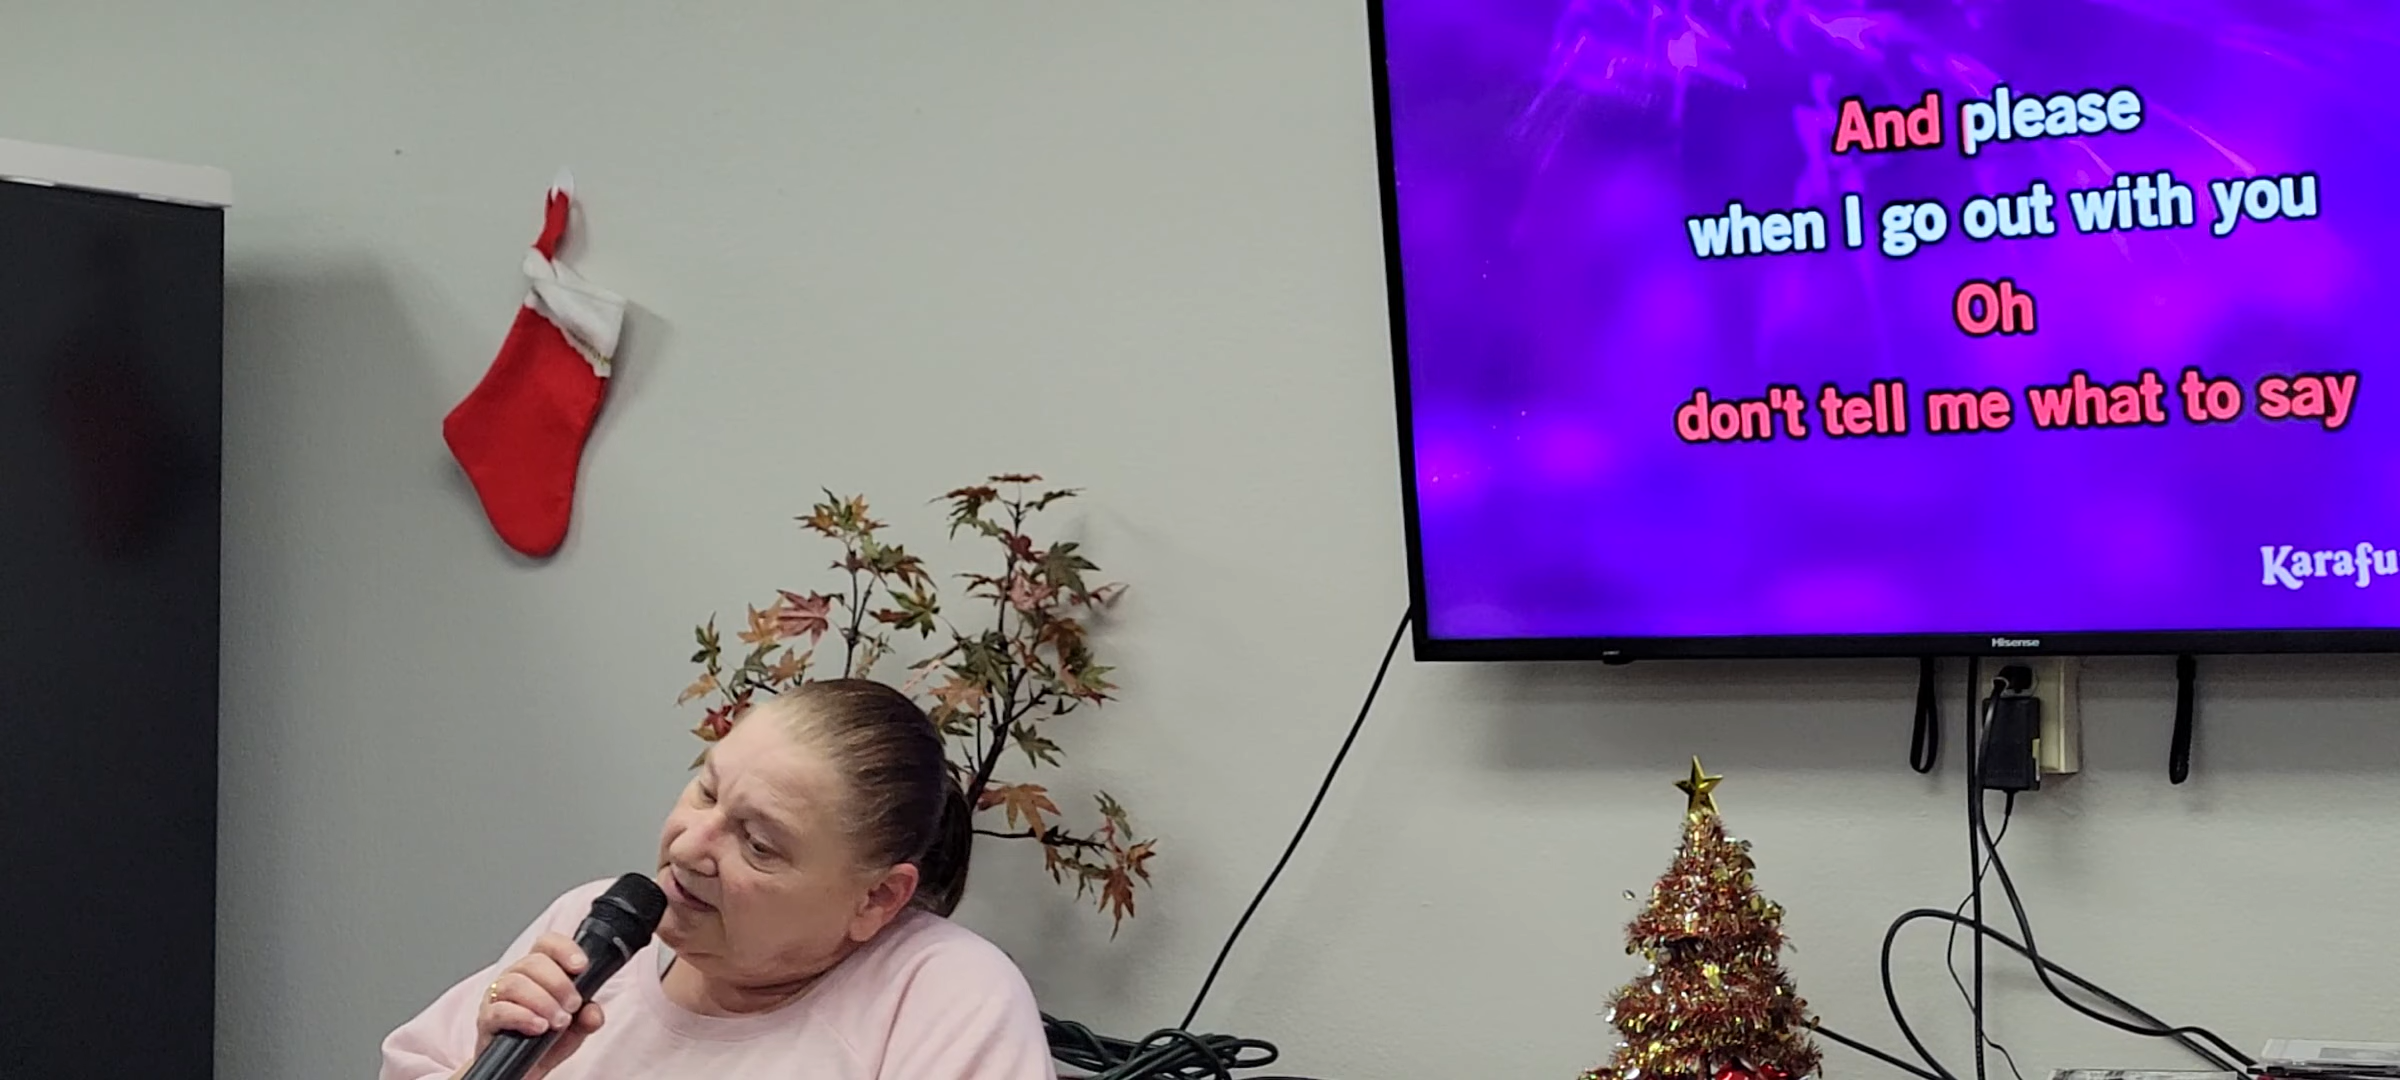 And please
when I go out with you
Oh
don't tell me what to say
Karafu
Hisense